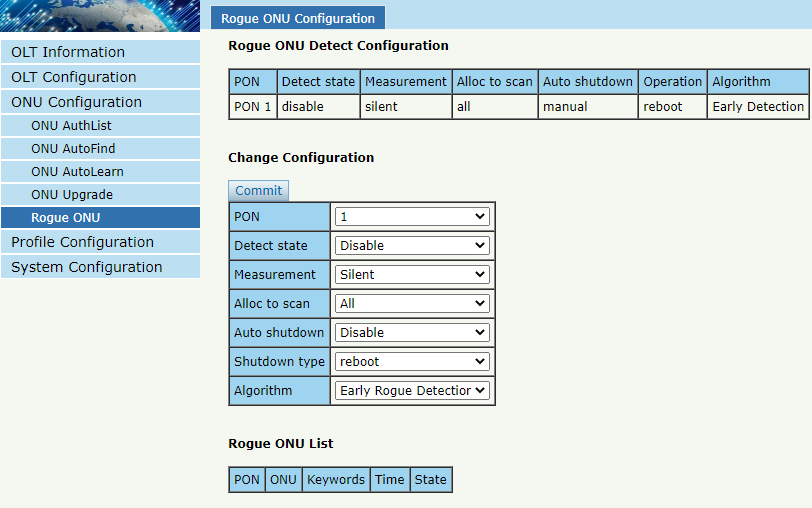 Rogue ONU Configuration
OLT Information
OLT Configuration
ONU Configuration
ONU AuthList
ONU AutoFind
ONU AutoLearn
ONU Upgrade
Rogue ONU
Profile Configuration
System Configuration
Rogue ONU Detect Configuration
PON Detect state Measurement Alloc to scan Auto shutdown Operation Algorithm
PON 1 disable silent all manual reboot Early Detection
Change Configuration
Commit
PON 1
Detect state Disable
Measurement Silent
Alloc to scan All
Auto shutdown Disable
Shutdown type reboot
Algorithm Early Rogue Detection
Rogue ONU List
PON ONU Keywords Time State